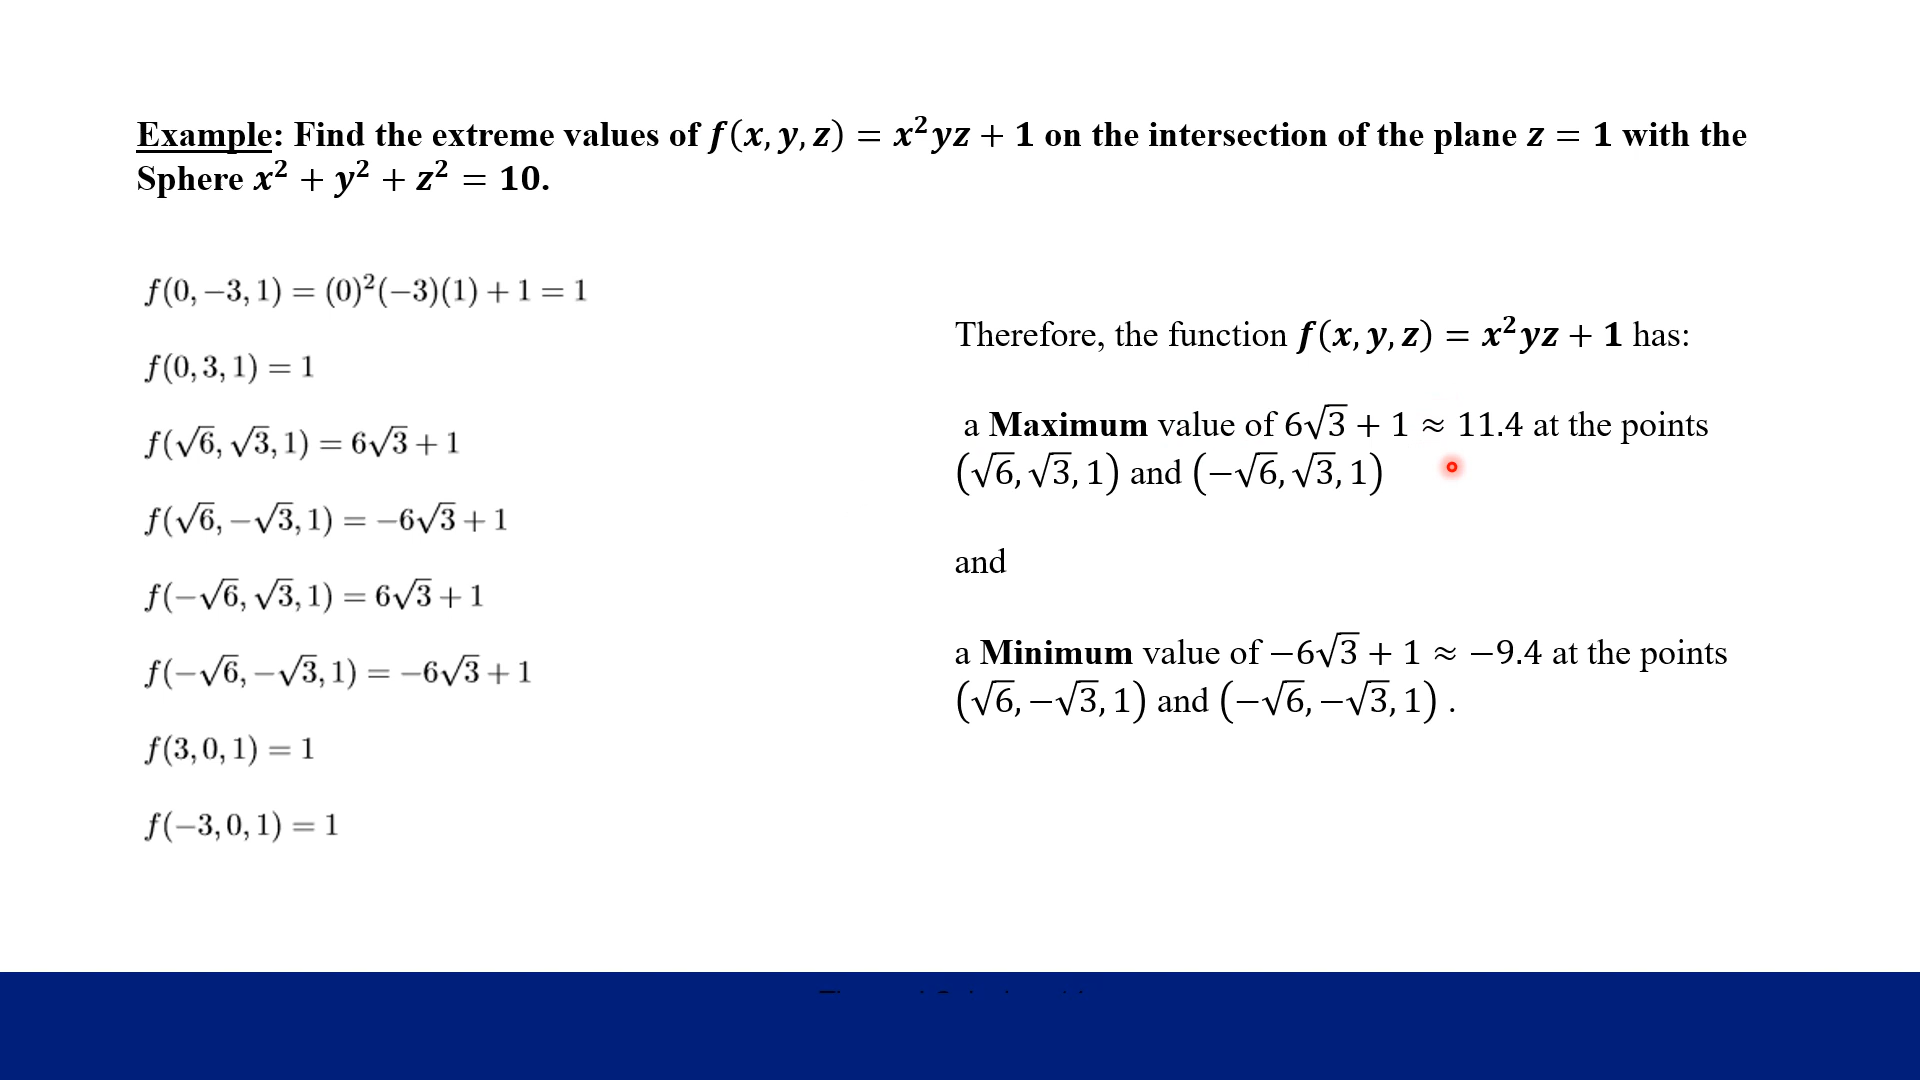 Example: Find the extreme values of f(x, y, z) = x²yz + 1 on the intersection of the plane z = 1 with the
Sphere x² + y² + z² = 10.
f(0, −3, 1) = (0)²(−3)(1) + 1 = 1
f(0, 3, 1) = 1
f(√6, √3, 1) = 6√3 + 1
f(√6, −√3, 1) = −6√3 + 1
f(−√6, √3, 1) = 6√3 + 1
f(−√6, −√3, 1) = −6√3 + 1
f(3, 0, 1) = 1
f(−3, 0, 1) = 1
Therefore, the function f(x, y, z) = x²yz + 1 has:
a Maximum value of 6√3 + 1 ≈ 11.4 at the points
(√6, √3, 1) and (−√6, √3, 1)
and
a Minimum value of −6√3 + 1 ≈ −9.4 at the points
(√6, −√3, 1) and (−√6, −√3, 1) .